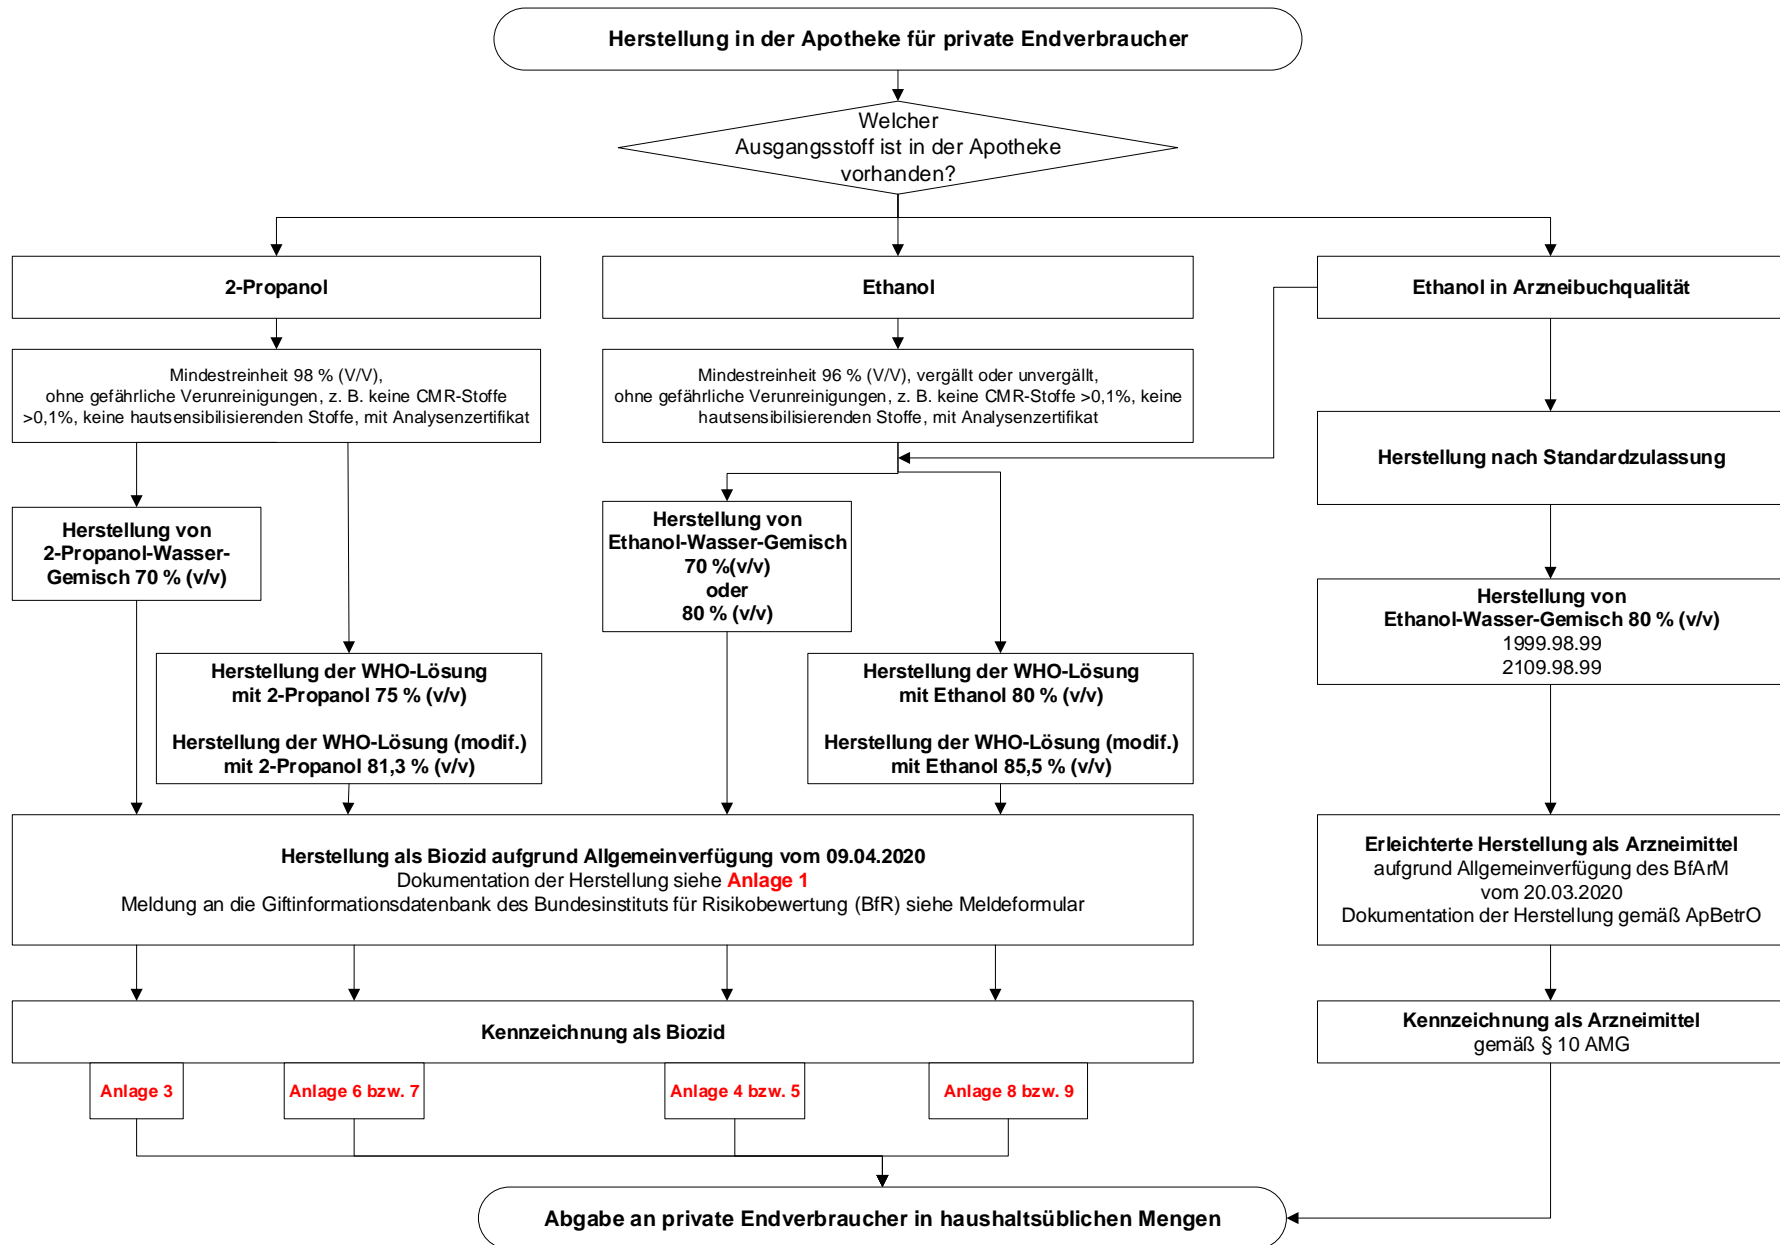 Herstellung in der Apotheke für private Endverbraucher
Welcher
Ausgangsstoff ist in der Apotheke
vorhanden?
2-Propanol
Ethanol
Ethanol in Arzneibuchqualität
Mindestreinheit 98 % (V/V),
ohne gefährliche Verunreinigungen, z. B. keine CMR-Stoffe
>0,1%, keine hautsensibilisierenden Stoffe, mit Analysenzertifikat
Mindestreinheit 96 % (V/V), vergällt oder unvergällt,
ohne gefährliche Verunreinigungen, z. B. keine CMR-Stoffe >0,1%, keine
hautsensibilisierenden Stoffe, mit Analysenzertifikat
Herstellung nach Standardzulassung
Herstellung von
2-Propanol-Wasser-
Gemisch 70 % (v/v)
Herstellung von
Ethanol-Wasser-Gemisch
70 %(v/v)
oder
80 % (v/v)
Herstellung von
Ethanol-Wasser-Gemisch 80 % (v/v)
1999.98.99
2109.98.99
Herstellung der WHO-Lösung
mit 2-Propanol 75 % (v/v)
Herstellung der WHO-Lösung (modif.)
mit 2-Propanol 81,3 % (v/v)
Herstellung der WHO-Lösung
mit Ethanol 80 % (v/v)
Herstellung der WHO-Lösung (modif.)
mit Ethanol 85,5 % (v/v)
Herstellung als Biozid aufgrund Allgemeinverfügung vom 09.04.2020
Dokumentation der Herstellung siehe Anlage 1
Meldung an die Giftinformationsdatenbank des Bundesinstituts für Risikobewertung (BfR) siehe Meldeformular
Erleichterte Herstellung als Arzneimittel
aufgrund Allgemeinverfügung des BfArM
vom 20.03.2020
Dokumentation der Herstellung gemäß ApBetrO
Kennzeichnung als Biozid
Kennzeichnung als Arzneimittel
gemäß § 10 AMG
Anlage 3
Anlage 6 bzw. 7
Anlage 4 bzw. 5
Anlage 8 bzw. 9
Abgabe an private Endverbraucher in haushaltsüblichen Mengen